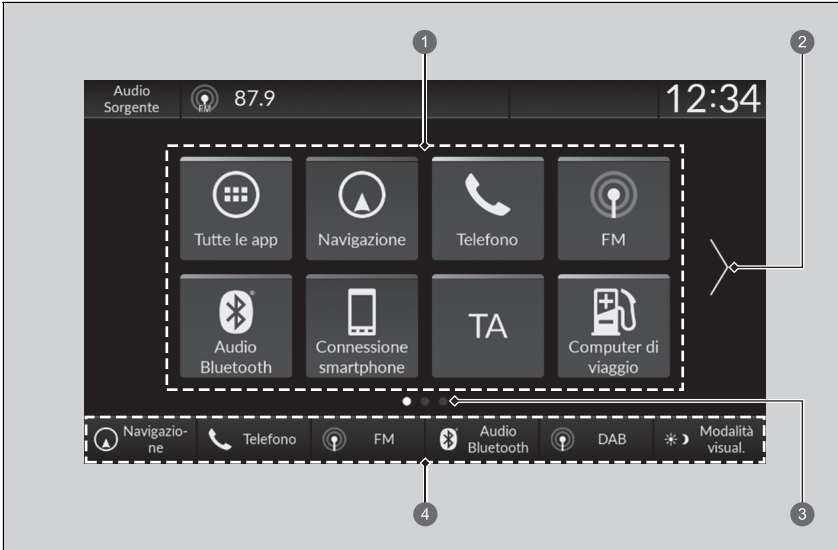 1
2
Audio
Sorgente
FM
87.9
12:34
Tutte le app
Navigazione
Telefono
FM
Audio
Bluetooth
Connessione
smartphone
TA
Computer di
viaggio
Navigazio-
ne
Telefono
FM
Audio
Bluetooth
DAB
Modalità
visual.
4
3